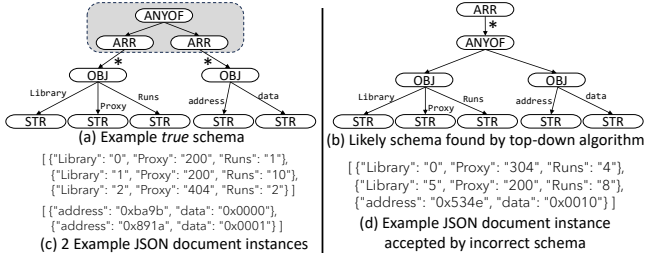 ANYOF
ARR ARR
* *
OBJ OBJ
Library Proxy Runs address data
STR STR STR STR STR
(a) Example true schema
[ {"Library": "0", "Proxy": "200", "Runs": "1"},
{"Library": "1", "Proxy": "200", "Runs": "10"},
{"Library": "2", "Proxy": "404", "Runs": "2"} ]
[ {"address": "0xba9b", "data": "0x0000"},
{"address": "0x891a", "data": "0x0001"} ]
(c) 2 Example JSON document instances
ARR
*
ANYOF
OBJ OBJ
Library Proxy Runs address data
STR STR STR STR STR
(b) Likely schema found by top-down algorithm
[ {"Library": "0", "Proxy": "304", "Runs": "4"},
{"Library": "5", "Proxy": "200", "Runs": "8"},
{"address": "0x534e", "data": "0x0010"} ]
(d) Example JSON document instance
accepted by incorrect schema